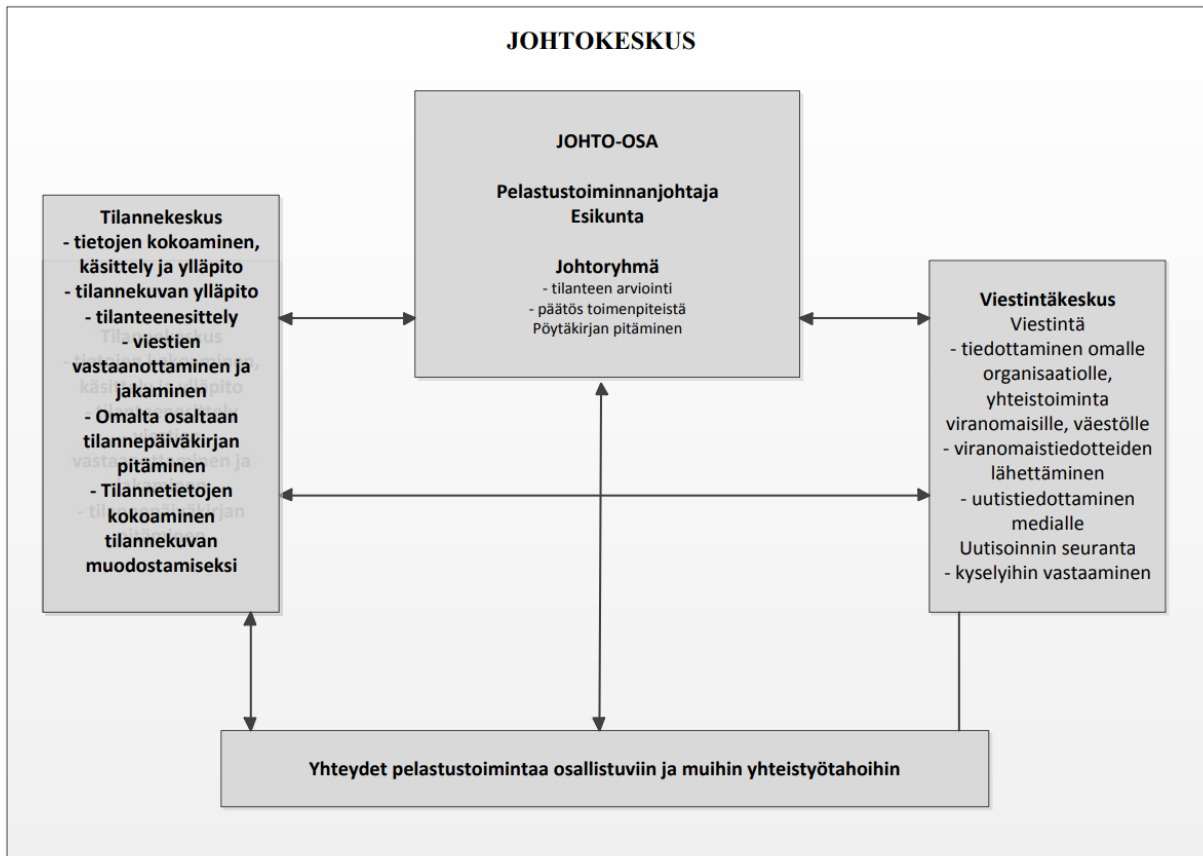 JOHTOKESKUS
JOHTO-OSA
Pelastustoiminnanjohtaja
Esikunta
Johtoryhmä
- tilanteen arviointi
- päätös toimenpiteistä
Pöytäkirjan pitäminen
Tilannekeskus
- tietojen kokoaminen,
käsittely ja ylläpito
- tilannekuvan ylläpito
- tilanteenesittely
- viestien
vastaanottaminen ja
jakaminen
- Omalta osaltaan
tilannepäiväkirjan
pitäminen
- Tilannetietojen
kokoaminen
tilannekuvan
muodostamiseksi
Viestintäkeskus
Viestintä
- tiedottaminen omalle
organisaatiolle,
yhteistoiminta
viranomaisille, väestölle
- viranomaistiedotteiden
lähettäminen
- uutistiedottaminen
medialle
Uutisoinnin seuranta
- kyselyihin vastaaminen
Yhteydet pelastustoimintaa osallistuviin ja muihin yhteistyötahoihin